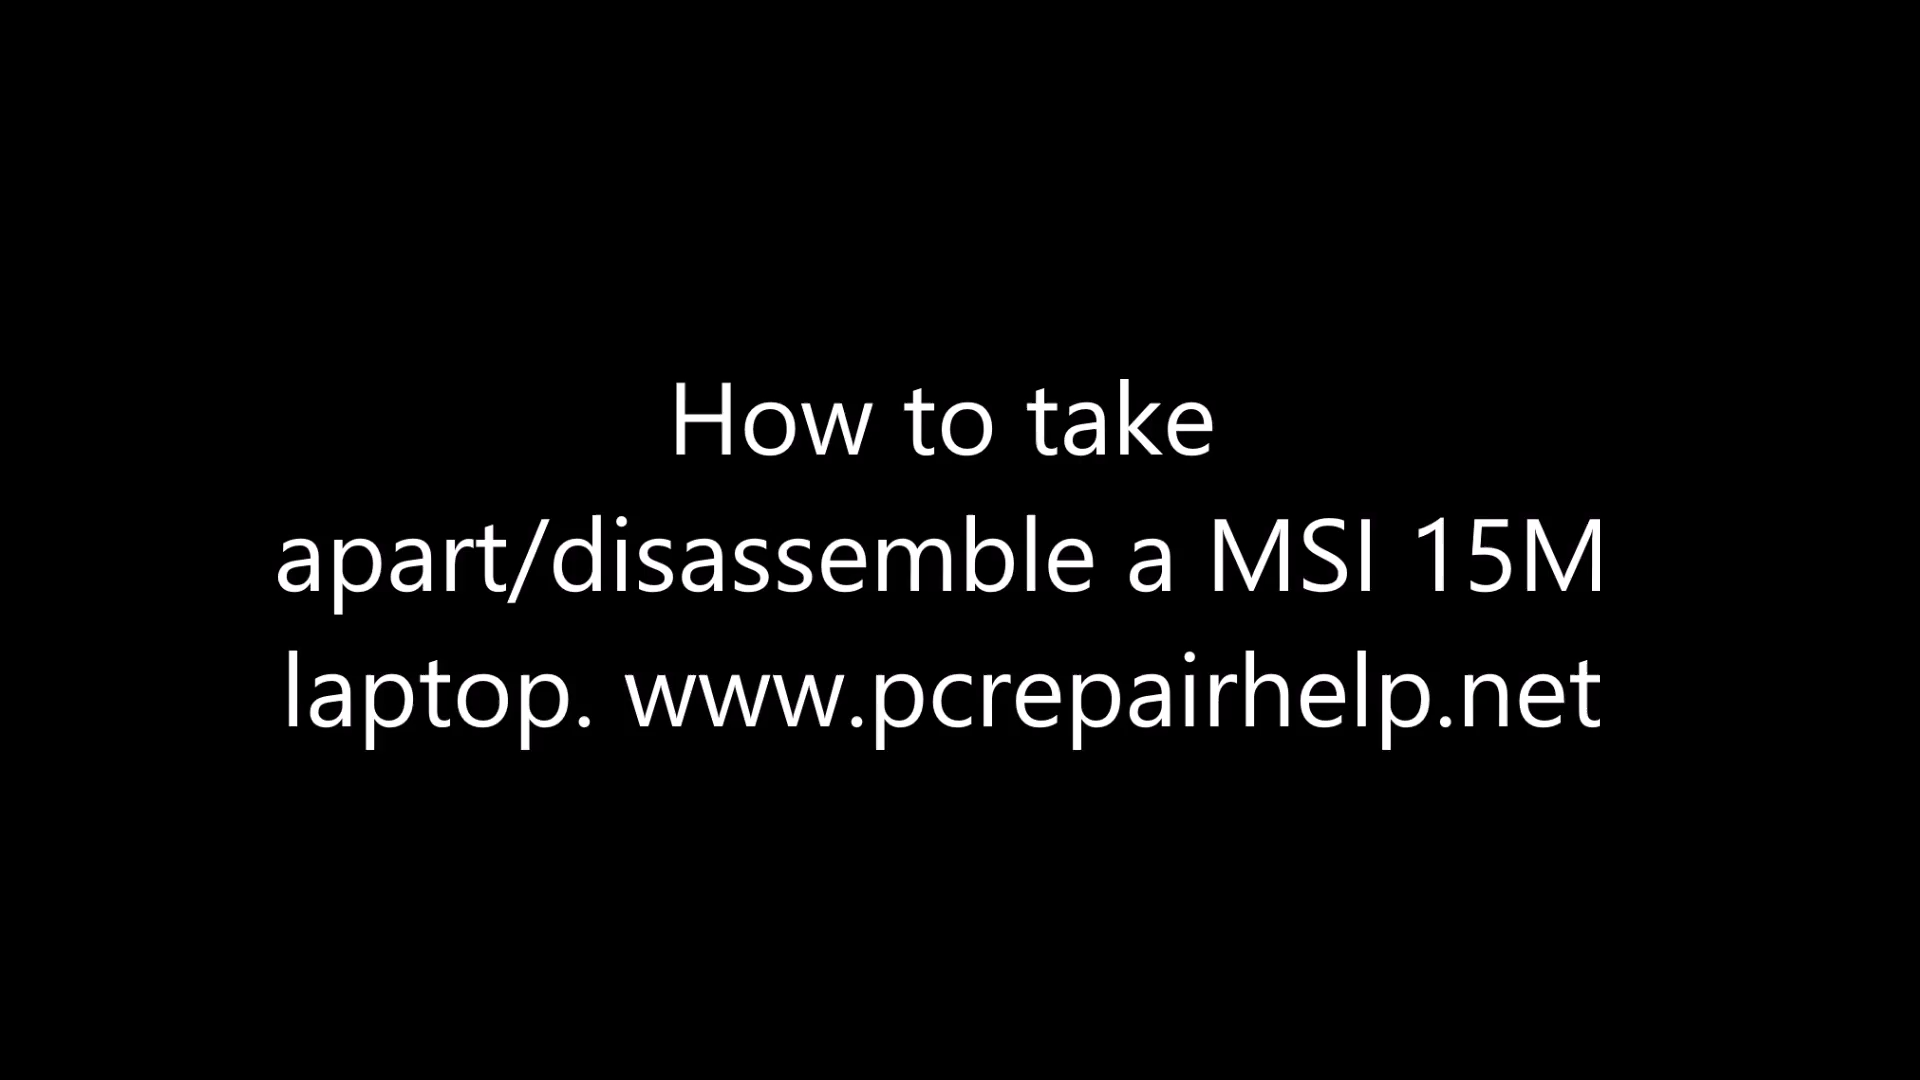 How to take
apart/disassemble a MSI 15M
laptop. www.pcrepairhelp.net